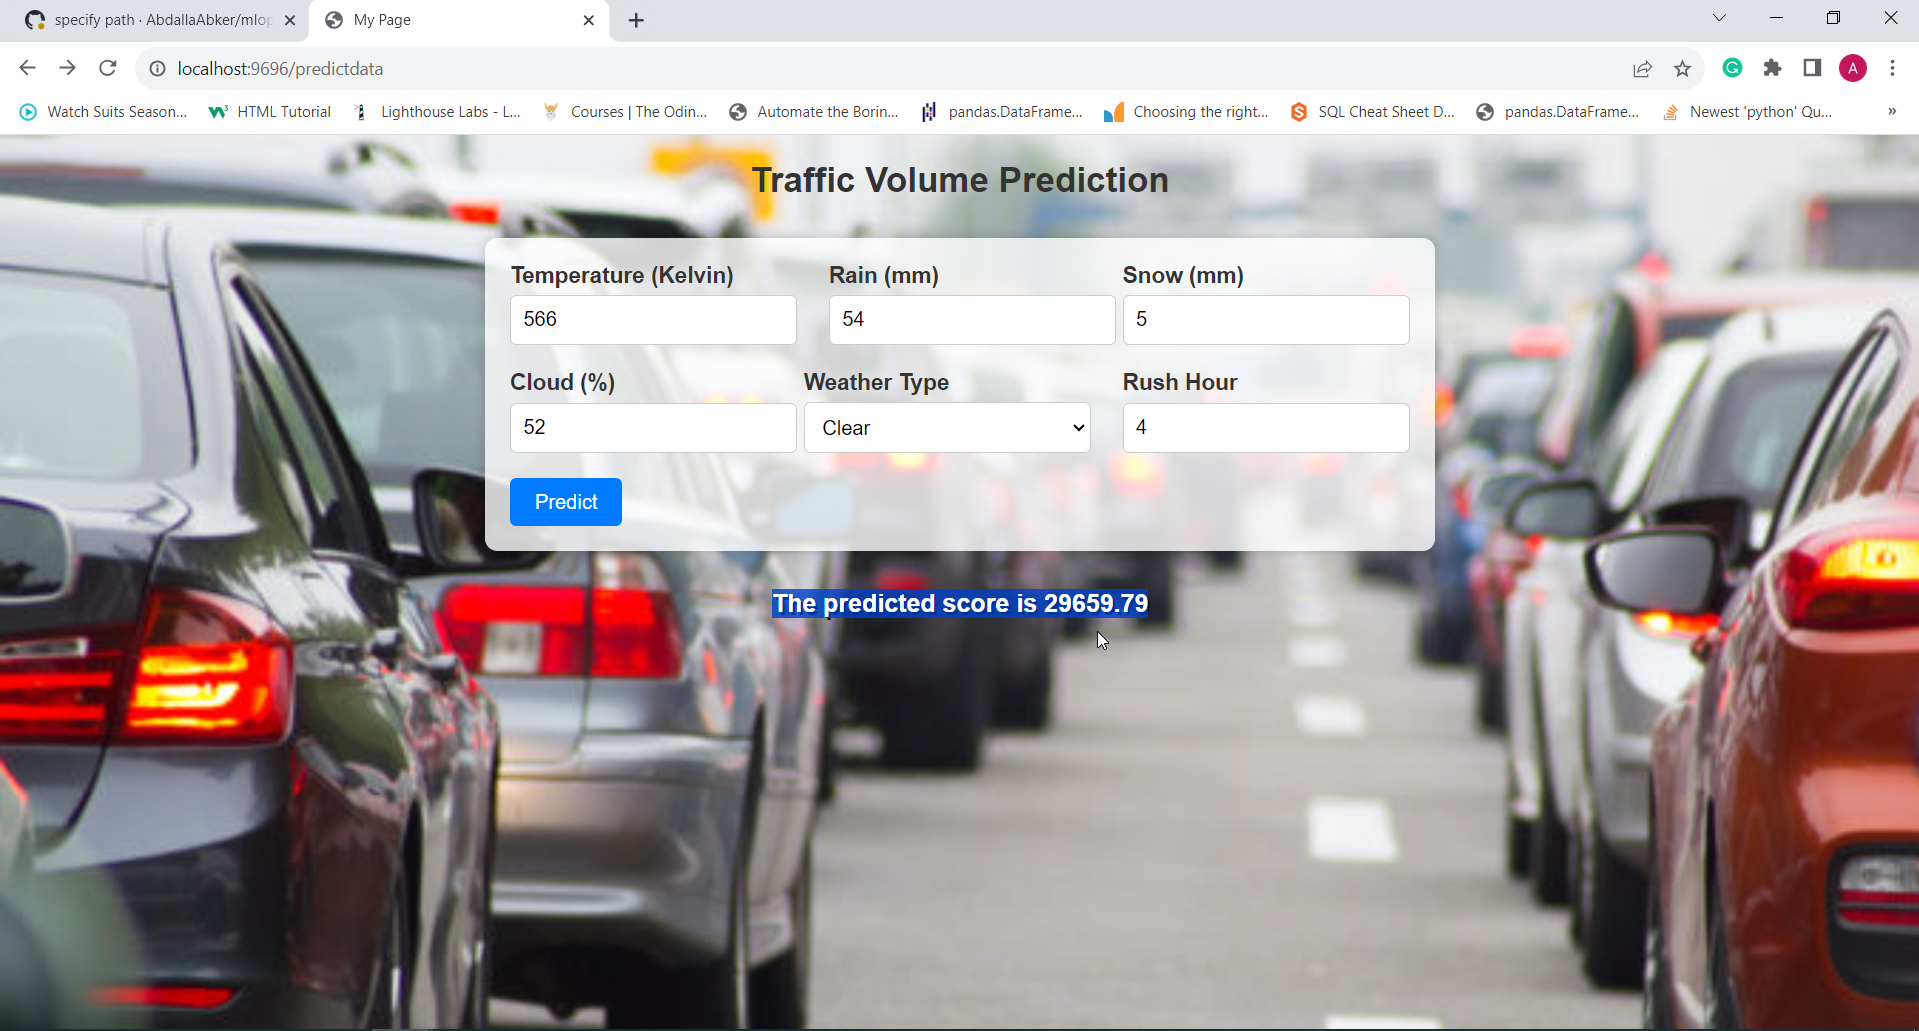 specify path · AbdallaAbker/mlop
My Page
localhost:9696/predictdata
A
Watch Suits Season...
HTML Tutorial
Lighthouse Labs - L...
Courses | The Odin...
Automate the Borin...
pandas.DataFrame...
Choosing the right...
SQL Cheat Sheet D...
pandas.DataFrame...
Newest 'python' Qu...
»
Traffic Volume Prediction
Temperature (Kelvin)
Rain (mm)
Snow (mm)
566
54
5
Cloud (%)
Weather Type
Rush Hour
52
Clear
4
Predict
The predicted score is 29659.79